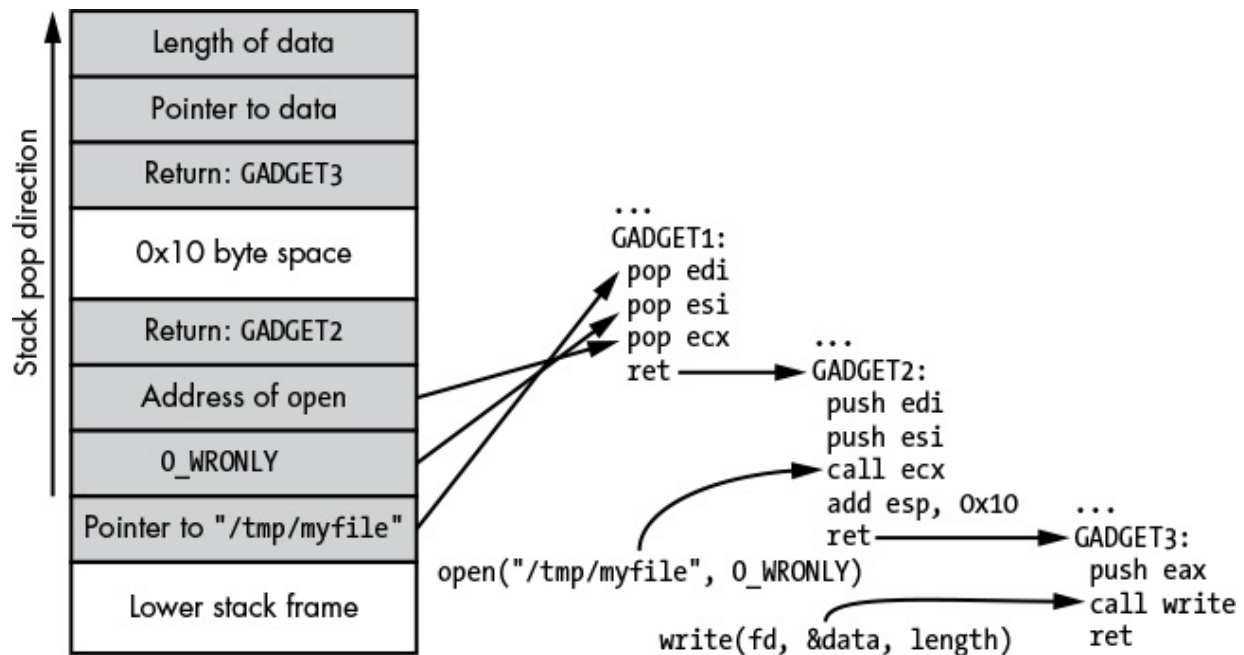 Stack pop direction
Length of data
Pointer to data
Return: GADGET3
0x10 byte space
Return: GADGET2
Address of open
O_WRONLY
Pointer to "/tmp/myfile"
Lower stack frame
...
GADGET1:
pop edi
pop esi
pop ecx
ret
...
GADGET2:
push edi
push esi
call ecx
add esp, 0x10
ret
open("/tmp/myfile", O_WRONLY)
...
GADGET3:
push eax
call write
ret
write(fd, &data, length)